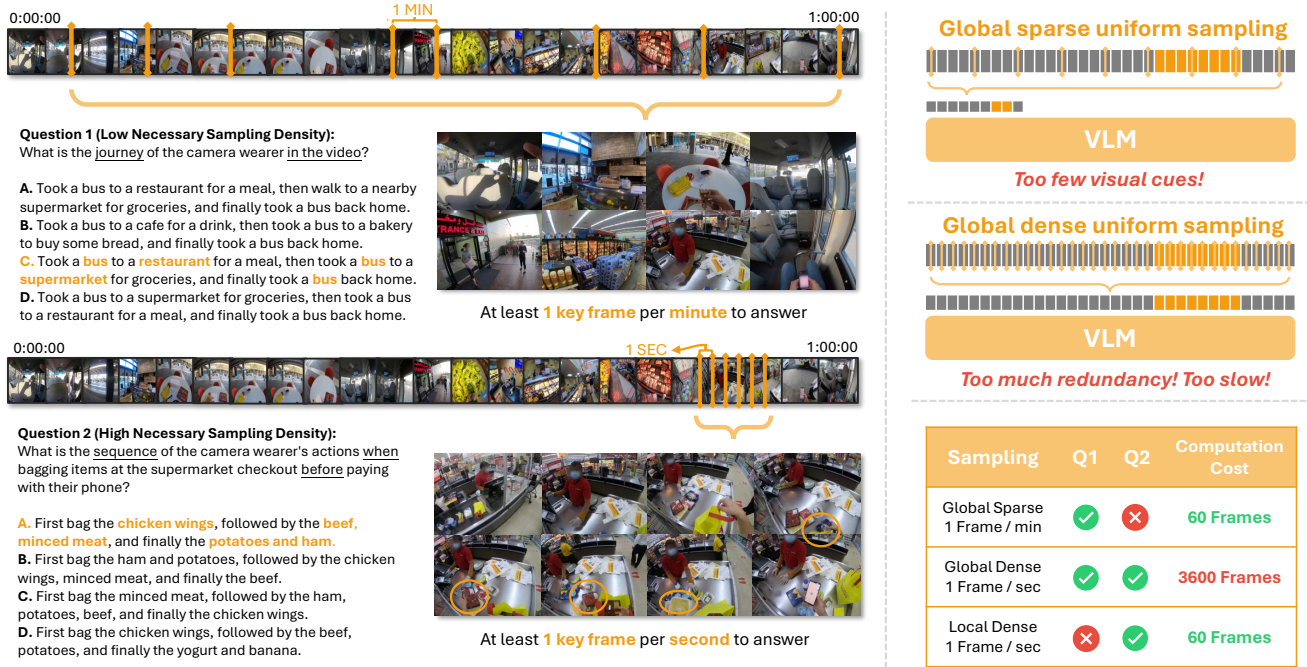 0:00:00
1 MIN
1:00:00
Question 1 (Low Necessary Sampling Density):
What is the journey of the camera wearer in the video?
A. Took a bus to a restaurant for a meal, then walk to a nearby
supermarket for groceries, and finally took a bus back home.
B. Took a bus to a cafe for a drink, then took a bus to a bakery
to buy some bread, and finally took a bus back home.
C. Took a bus to a restaurant for a meal, then took a bus to a
supermarket for groceries, and finally took a bus back home.
D. Took a bus to a supermarket for groceries, then took a bus
to a restaurant for a meal, and finally took a bus back home.
At least 1 key frame per minute to answer
0:00:00
1 SEC
1:00:00
Question 2 (High Necessary Sampling Density):
What is the sequence of the camera wearer's actions when
bagging items at the supermarket checkout before paying
with their phone?
A. First bag the chicken wings, followed by the beef,
minced meat, and finally the potatoes and ham.
B. First bag the ham and potatoes, followed by the chicken
wings, minced meat, and finally the beef.
C. First bag the minced meat, followed by the ham,
potatoes, beef, and finally the chicken wings.
D. First bag the chicken wings, followed by the beef,
potatoes, and finally the yogurt and banana.
At least 1 key frame per second to answer
Global sparse uniform sampling
VLM
Too few visual cues!
Global dense uniform sampling
VLM
Too much redundancy! Too slow!
Sampling Q1 Q2 Computation
Cost
Global Sparse
1 Frame / min
60 Frames
Global Dense
1 Frame / sec
3600 Frames
Local Dense
1 Frame / sec
60 Frames